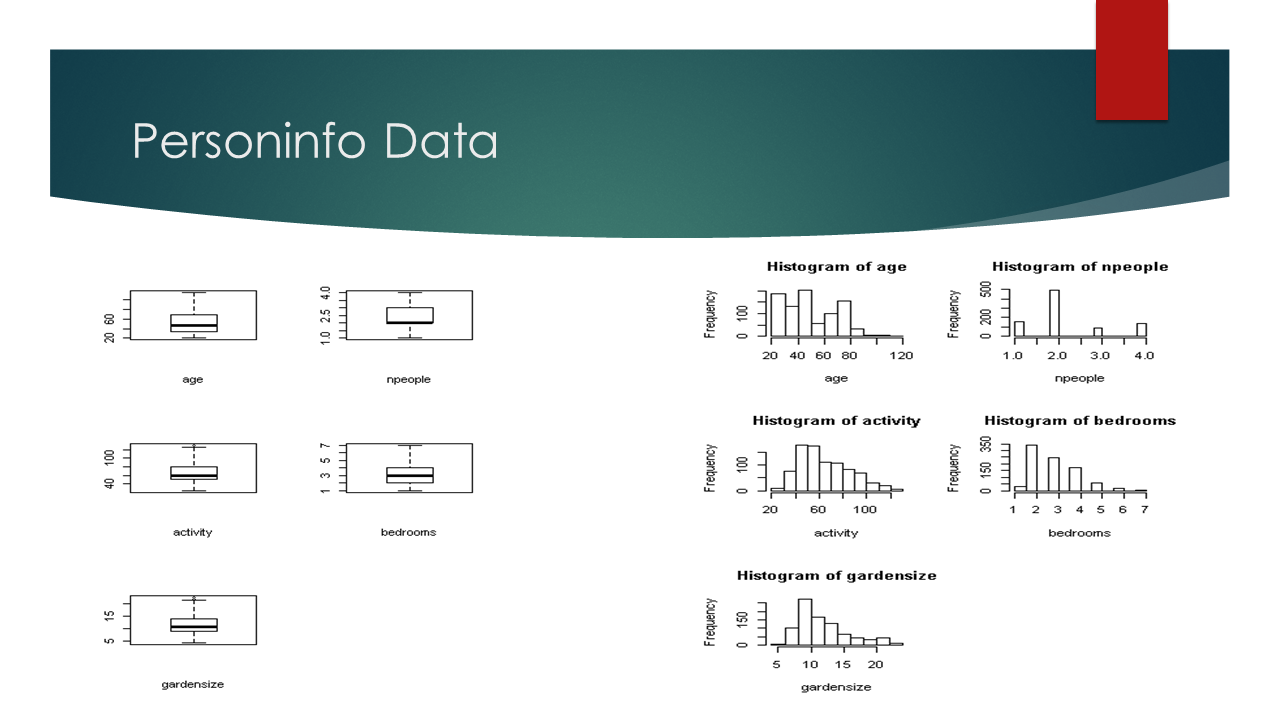 Personinfo Data
20 60
age
1.0 2.5 4.0
npeople
40 100
activity
1 3 5 7
bedrooms
5 15
gardensize
Histogram of age
Frequency
0 100
20 40 60 80 120
age
Histogram of npeople
Frequency
0 200 500
1.0 2.0 3.0 4.0
npeople
Histogram of activity
Frequency
0 100
20 60 100
activity
Histogram of bedrooms
Frequency
0 150 350
1 2 3 4 5 6 7
bedrooms
Histogram of gardensize
Frequency
0 150
5 10 15 20
gardensize